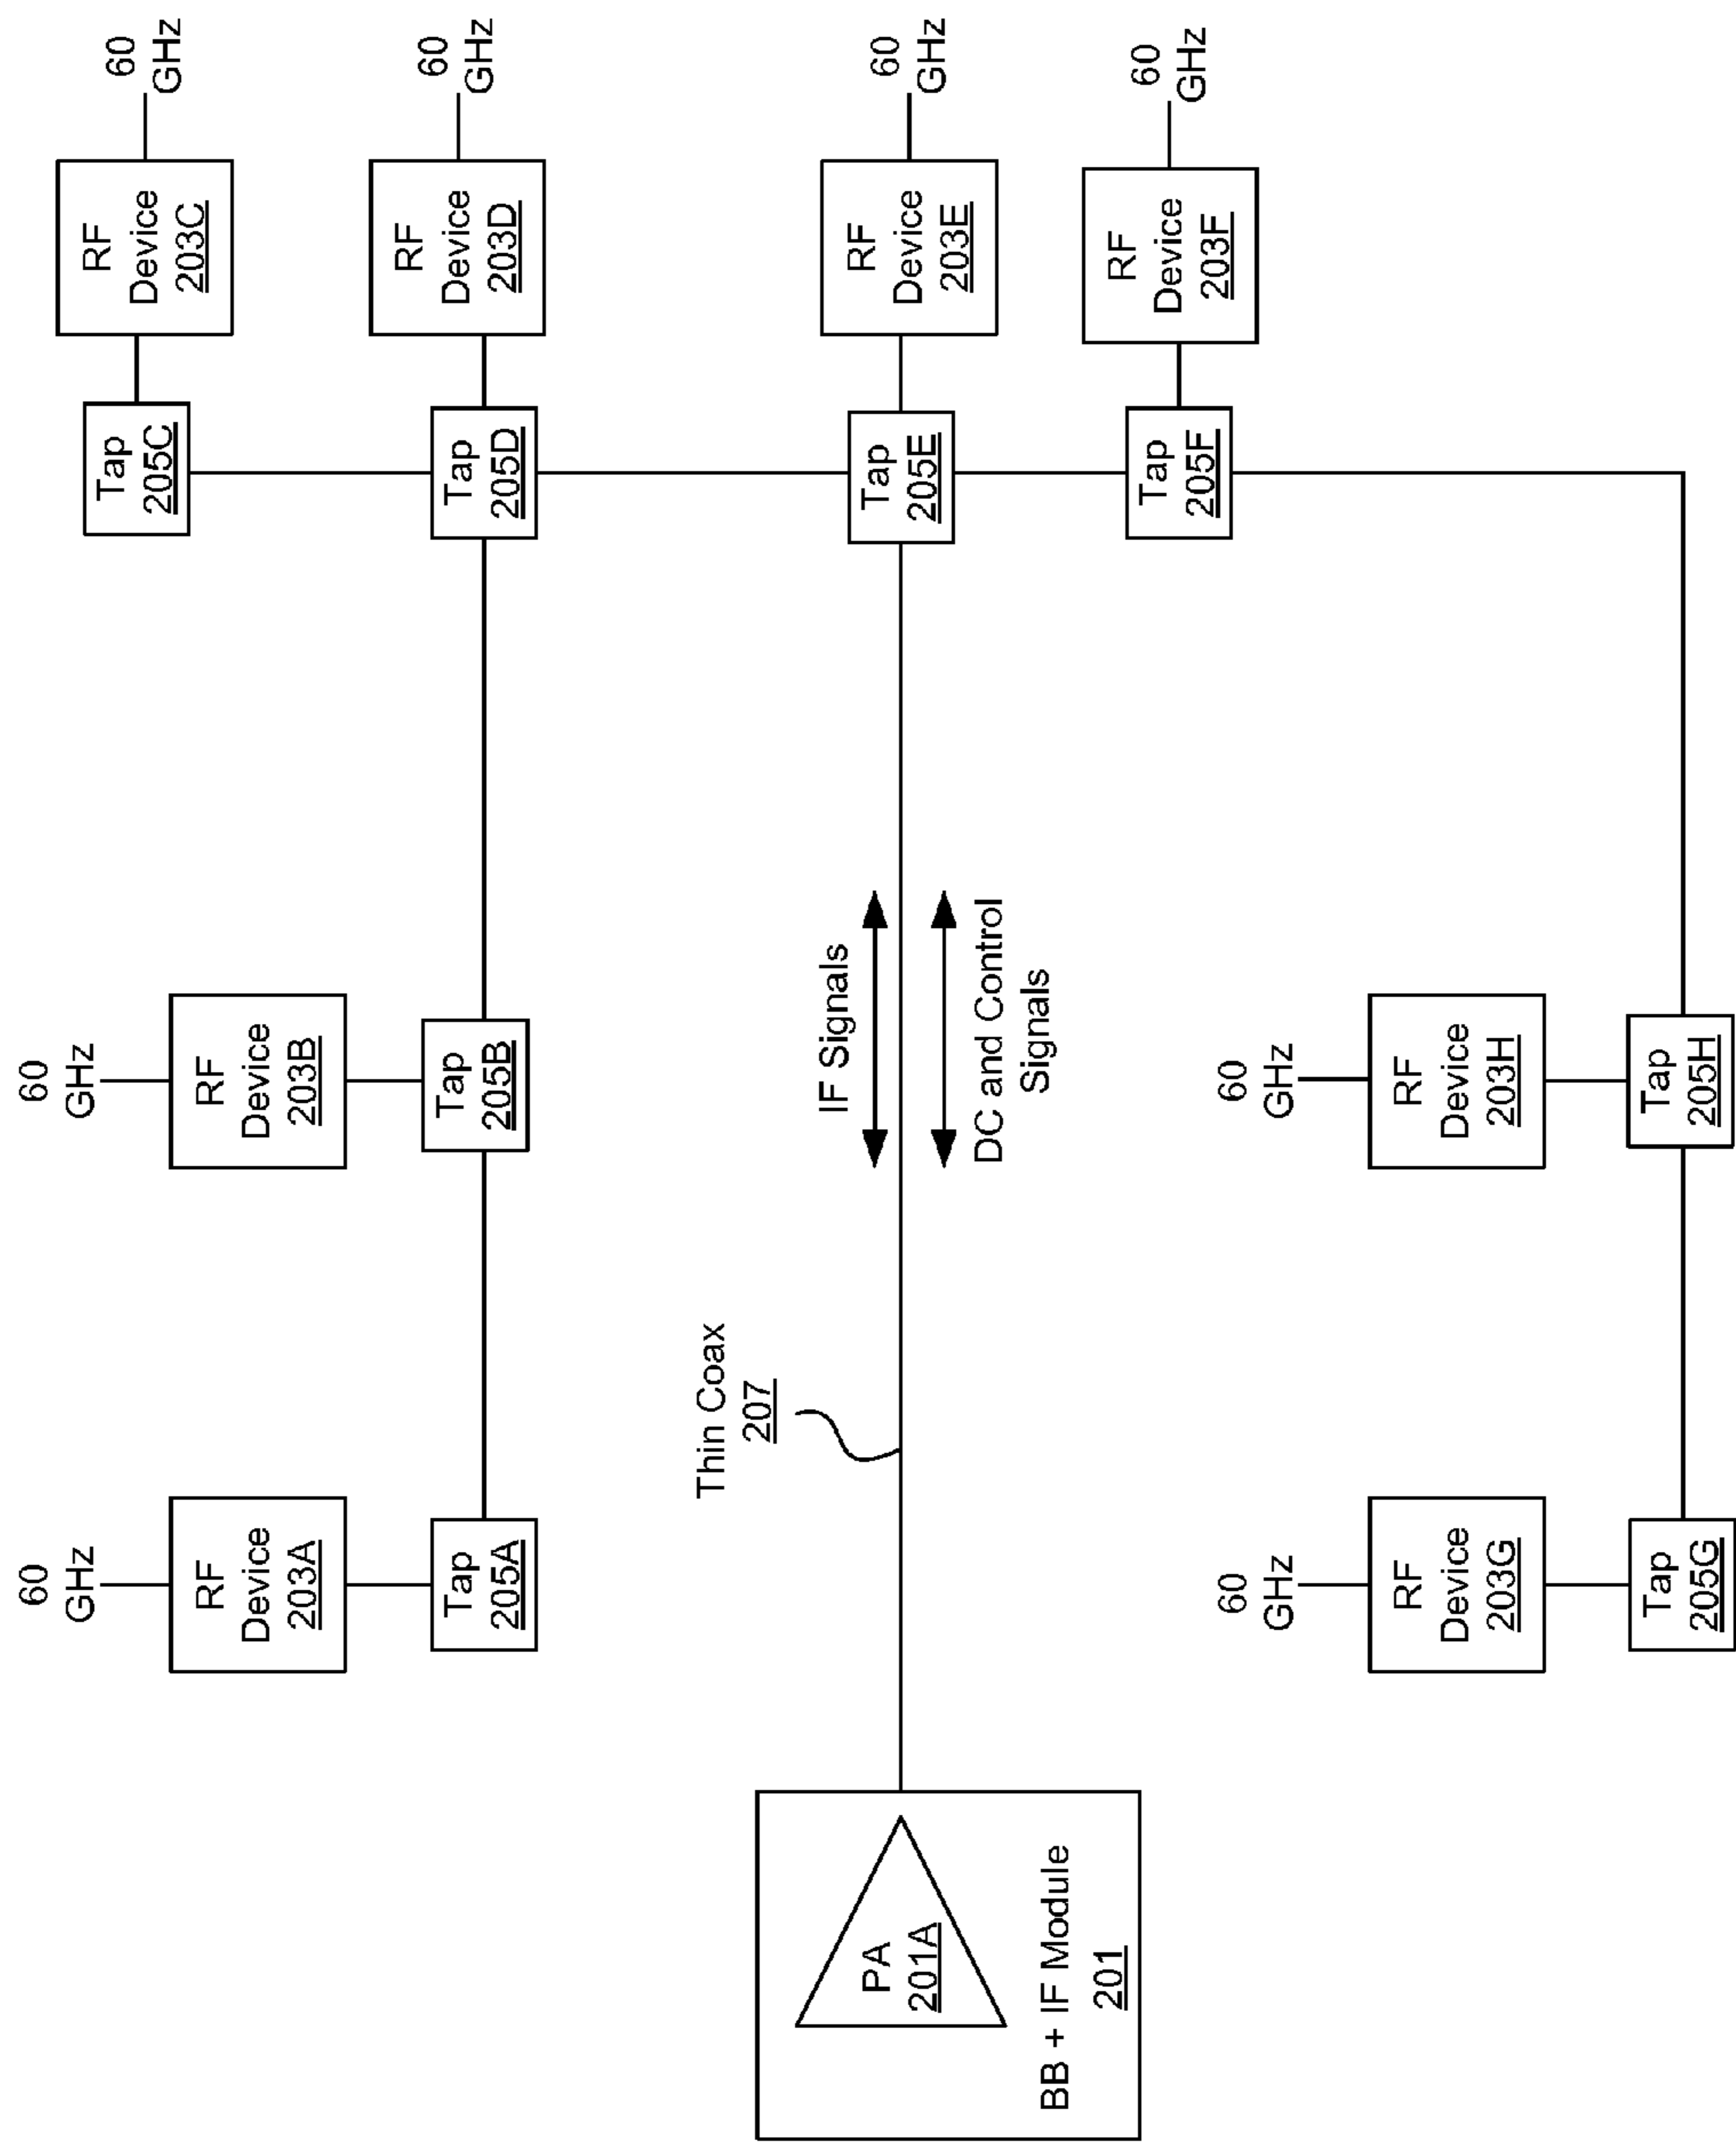 60
GHz
RF
Device
203A
Tap
205A
60
GHz
RF
Device
203B
Tap
205B
60
GHz
RF
Device
203C
Tap
205C
60
GHz
RF
Device
203D
Tap
205D
Thin Coax
207
IF Signals
DC and Control
Signals
PA
201A
BB + IF Module
201
60
GHz
RF
Device
203E
Tap
205E
60
GHz
RF
Device
203F
Tap
205F
60
GHz
RF
Device
203G
Tap
205G
60
GHz
RF
Device
203H
Tap
205H